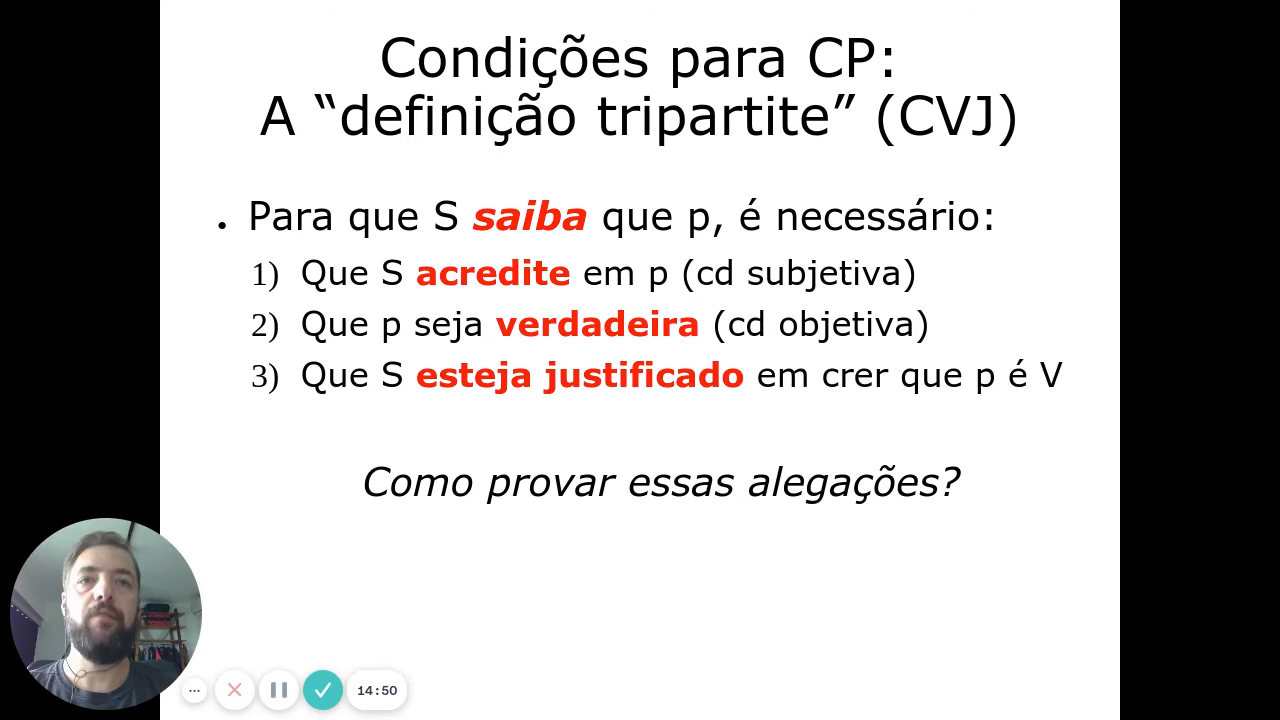 Condições para CP:
A “definição tripartite” (CVJ)
• Para que S saiba que p, é necessário:
1) Que S acredite em p (cd subjetiva)
2) Que p seja verdadeira (cd objetiva)
3) Que S esteja justificado em crer que p é V
Como provar essas alegações?
14:50